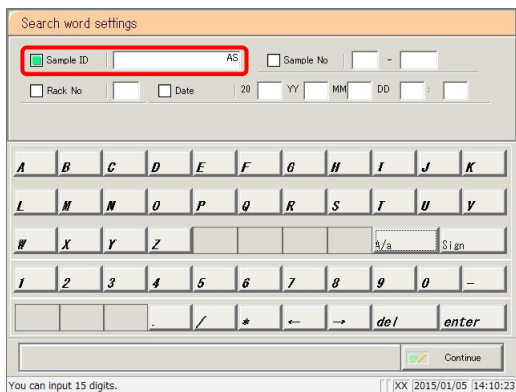 Search word settings
Sample ID AS Sample No -
Rack No Date 20 YY MM DD :
A B C D E F G H I J K
L M N O P Q R S T U V
W X Y Z A/a Sign
1 2 3 4 5 6 7 8 9 0 -
. / * ← → del enter
Continue
You can input 15 digits. XX 2015/01/05 14:10:23